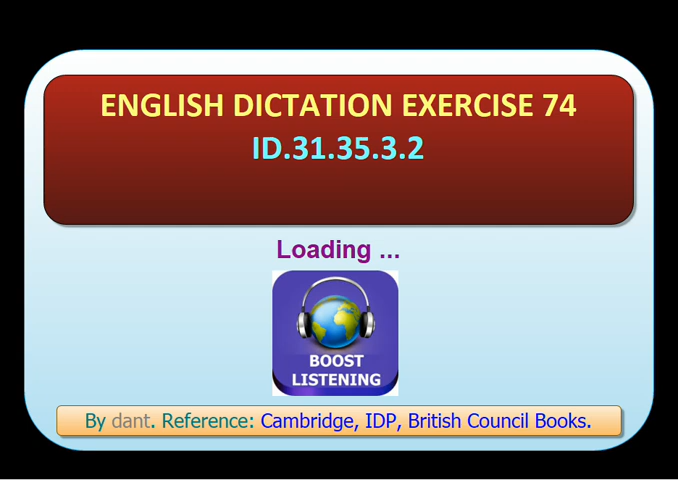 ENGLISH DICTATION EXERCISE 74
ID.31.35.3.2
Loading ...
BOOST
LISTENING
By dant. Reference: Cambridge, IDP, British Council Books.